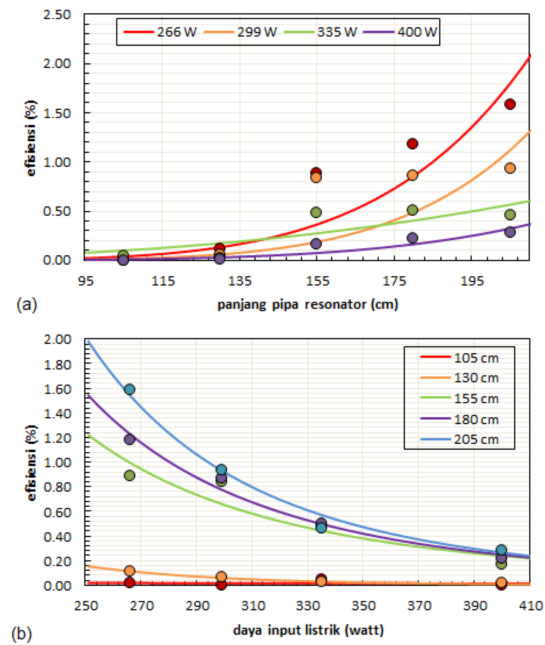 266 W 299 W 335 W 400 W
2.50
2.00
1.50
1.00
0.50
0.00
efisiensi (%)
95 115 135 155 175 195
panjang pipa resonator (cm)
(a)
2.00
1.80
1.60
1.40
1.20
1.00
0.80
0.60
0.40
0.20
0.00
efisiensi (%)
105 cm
130 cm
155 cm
180 cm
205 cm
250 270 290 310 330 350 370 390 410
daya input listrik (watt)
(b)